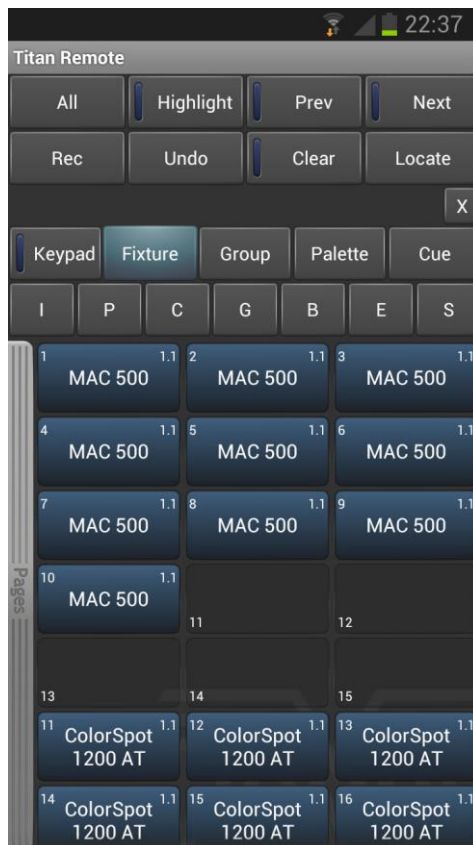 22:37
Titan Remote
All Highlight Prev Next
Rec Undo Clear Locate
X
Keypad Fixture Group Palette Cue
I P C G B E S
Pages
1 1.1 2 1.1 3 1.1
MAC 500 MAC 500 MAC 500
4 1.1 5 1.1 6 1.1
MAC 500 MAC 500 MAC 500
7 1.1 8 1.1 9 1.1
MAC 500 MAC 500 MAC 500
10 1.1
MAC 500
11 12
13 14 15
11 1.1 12 1.1 13 1.1
ColorSpot ColorSpot ColorSpot
1200 AT 1200 AT 1200 AT
14 1.1 15 1.1 16 1.1
ColorSpot ColorSpot ColorSpot
1200 AT 1200 AT 1200 AT